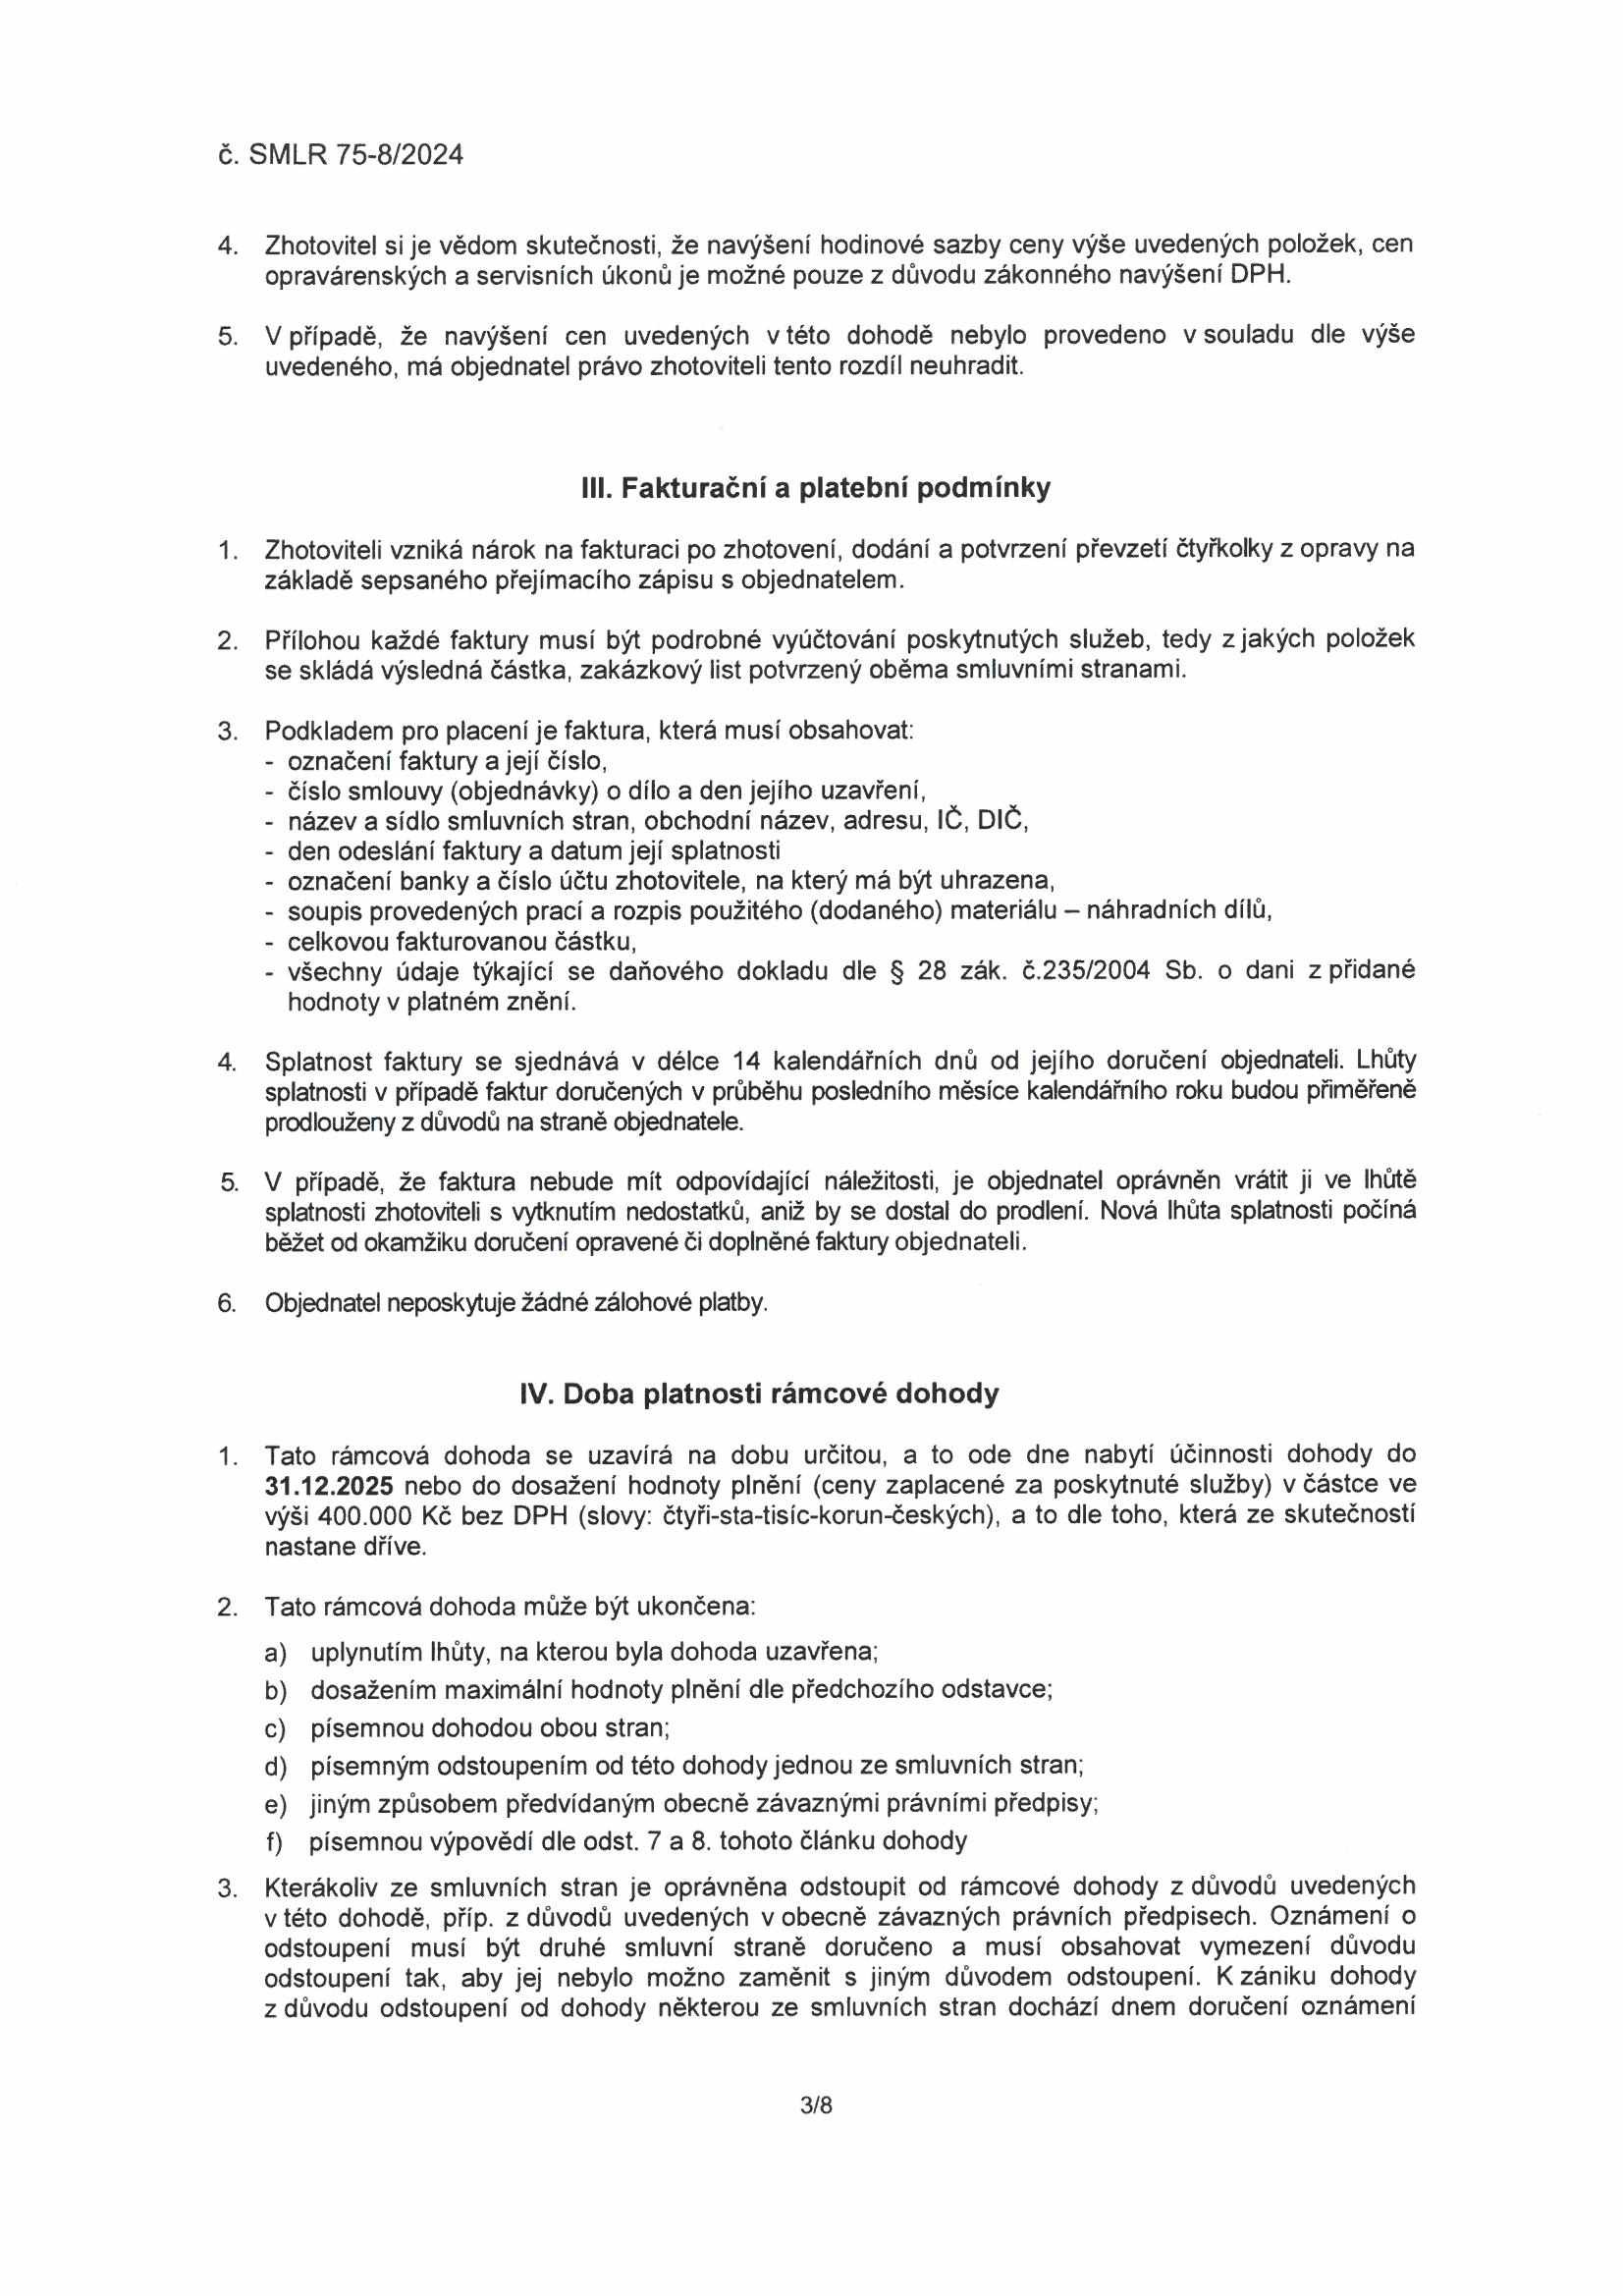 č. SMLR 75-8/2024
4. Zhotovitel si je vědom skutečnosti, že navýšení hodinové sazby ceny výše uvedených položek, cen
opravárenských a servisních úkonů je možné pouze z důvodu zákonného navýšení DPH.
5. V případě, že navýšení cen uvedených v této dohodě nebylo provedeno v souladu dle výše
uvedeného, má objednatel právo zhotoviteli tento rozdíl neuhradit.
III. Fakturační a platební podmínky
1. Zhotoviteli vzniká nárok na fakturaci po zhotovení, dodání a potvrzení převzetí čtyřkolky z opravy na
základě sepsaného přejímacího zápisu s objednatelem.
2. Přílohou každé faktury musí být podrobné vyúčtování poskytnutých služeb, tedy z jakých položek
se skládá výsledná částka, zakázkový list potvrzený oběma smluvními stranami.
3. Podkladem pro placení je faktura, která musí obsahovat:
- označení faktury a její číslo,
- číslo smlouvy (objednávky) o dílo a den jejího uzavření,
- název a sídlo smluvních stran, obchodní název, adresu, IČ, DIČ,
- den odeslání faktury a datum její splatnosti
- označení banky a číslo účtu zhotovitele, na který má být uhrazena,
- soupis provedených prací a rozpis použitého (dodaného) materiálu – náhradních dílů,
- celkovou fakturovanou částku,
- všechny údaje týkající se daňového dokladu dle § 28 zák. č.235/2004 Sb. o dani z přidané
hodnoty v platném znění.
4. Splatnost faktury se sjednává v délce 14 kalendářních dnů od jejího doručení objednateli. Lhůty
splatnosti v případě faktur doručených v průběhu posledního měsíce kalendářního roku budou přiměřeně
prodlouženy z důvodů na straně objednatele.
5. V případě, že faktura nebude mít odpovídající náležitosti, je objednatel oprávněn vrátit ji ve lhůtě
splatnosti zhotoviteli s vytknutím nedostatků, aniž by se dostal do prodlení. Nová lhůta splatnosti počíná
běžet od okamžiku doručení opravené či doplněné faktury objednateli.
6. Objednatel neposkytuje žádné zálohové platby.
IV. Doba platnosti rámcové dohody
1. Tato rámcová dohoda se uzavírá na dobu určitou, a to ode dne nabytí účinnosti dohody do
31.12.2025 nebo do dosažení hodnoty plnění (ceny zaplacené za poskytnuté služby) v částce ve
výši 400.000 Kč bez DPH (slovy: čtyři-sta-tisíc-korun-českých), a to dle toho, která ze skutečností
nastane dříve.
2. Tato rámcová dohoda může být ukončena:
a) uplynutím lhůty, na kterou byla dohoda uzavřena;
b) dosažením maximální hodnoty plnění dle předchozího odstavce;
c) písemnou dohodou obou stran;
d) písemným odstoupením od této dohody jednou ze smluvních stran;
e) jiným způsobem předvídaným obecně závaznými právními předpisy;
f) písemnou výpovědí dle odst. 7 a 8. tohoto článku dohody
3. Kterákoliv ze smluvních stran je oprávněna odstoupit od rámcové dohody z důvodů uvedených
v této dohodě, příp. z důvodů uvedených v obecně závazných právních předpisech. Oznámení o
odstoupení musí být druhé smluvní straně doručeno a musí obsahovat vymezení důvodu
odstoupení tak, aby jej nebylo možno zaměnit s jiným důvodem odstoupení. K zániku dohody
z důvodu odstoupení od dohody některou ze smluvních stran dochází dnem doručení oznámení
3/8